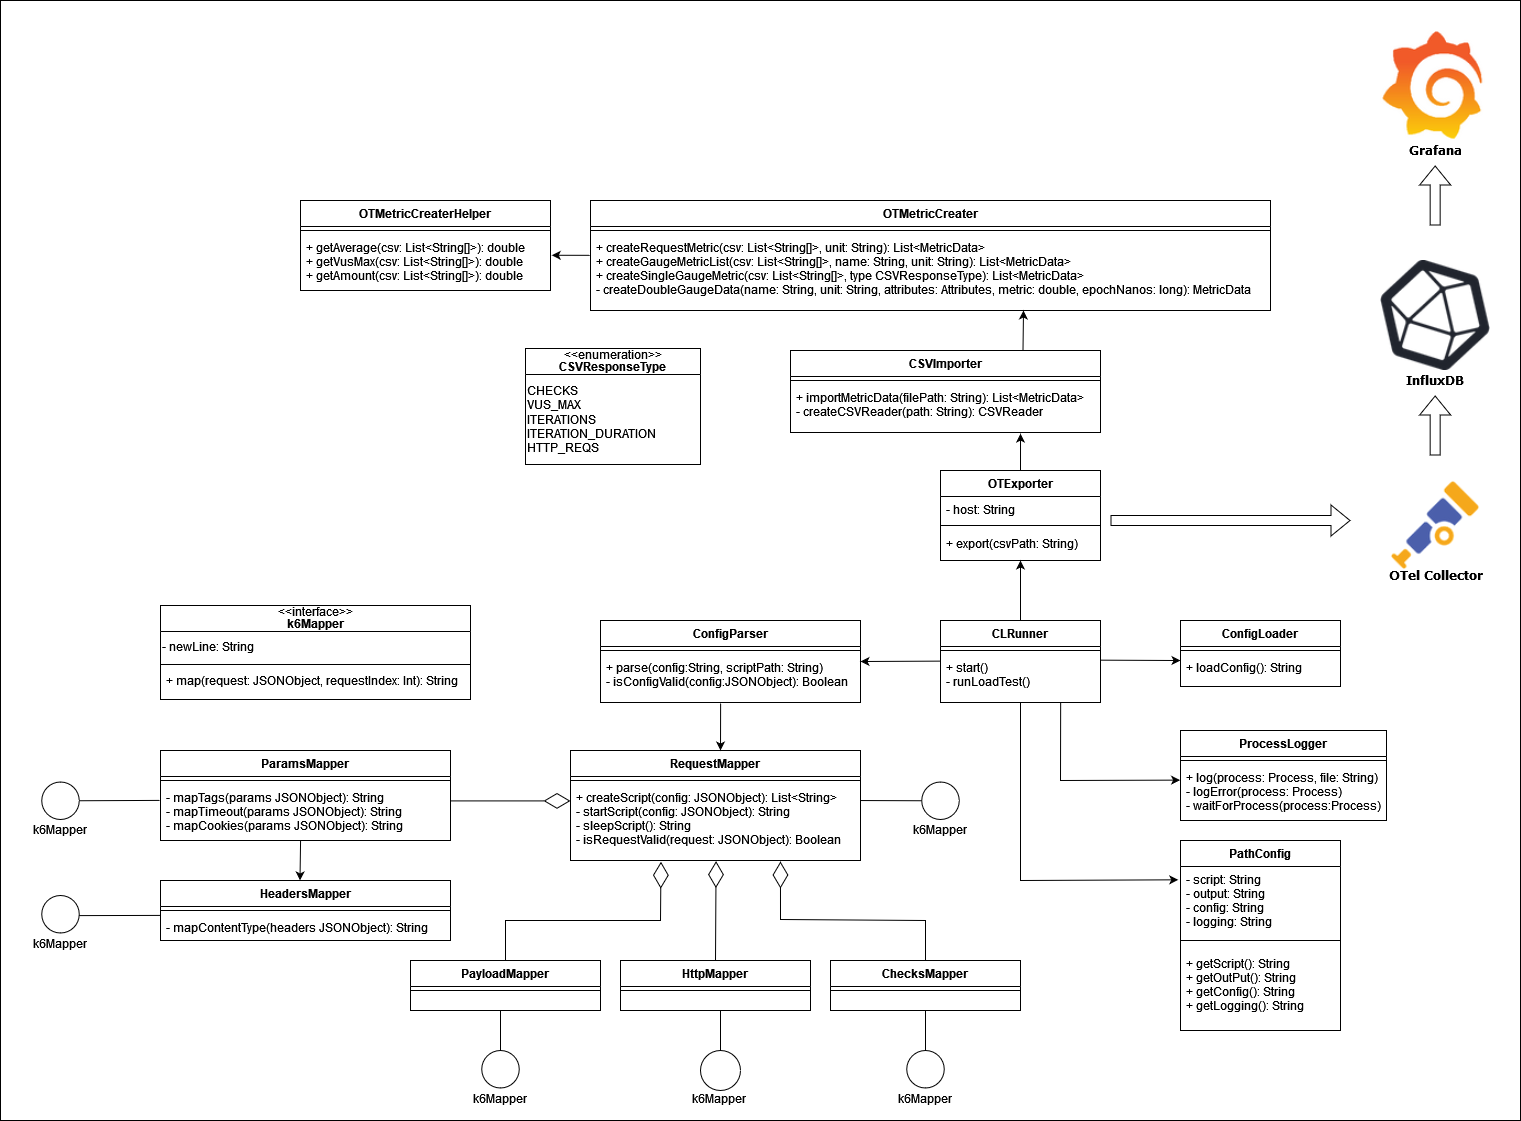 Grafana
OTMetricCreaterHelper
+ getAverage(csv: List<String[]>): double
+ getVusMax(csv: List<String[]>): double
+ getAmount(csv: List<String[]>): double
OTMetricCreater
+ createRequestMetric(csv: List<String[]>, unit: String): List<MetricData>
+ createGaugeMetricList(csv: List<String[]>, name: String, unit: String): List<MetricData>
+ createSingleGaugeMetric(csv: List<String[]>, type CSVResponseType): List<MetricData>
- createDoubleGaugeData(name: String, unit: String, attributes: Attributes, metric: double, epochNanos: long): MetricData
InfluxDB
<<enumeration>>
CSVResponseType
CHECKS
VUS_MAX
ITERATIONS
ITERATION_DURATION
HTTP_REQS
CSVImporter
+ importMetricData(filePath: String): List<MetricData>
- createCSVReader(path: String): CSVReader
OTExporter
- host: String
+ export(csvPath: String)
OTel Collector
<<interface>>
k6Mapper
- newLine: String
+ map(request: JSONObject, requestIndex: Int): String
ConfigParser
+ parse(config:String, scriptPath: String)
- isConfigValid(config:JSONObject): Boolean
CLRunner
+ start()
- runLoadTest()
ConfigLoader
+ loadConfig(): String
ProcessLogger
+ log(process: Process, file: String)
- logError(process: Process)
- waitForProcess(process:Process)
ParamsMapper
- mapTags(params JSONObject): String
- mapTimeout(params JSONObject): String
- mapCookies(params JSONObject): String
k6Mapper
RequestMapper
+ createScript(config: JSONObject): List<String>
- startScript(config: JSONObject): String
- sleepScript(): String
- isRequestValid(request: JSONObject): Boolean
k6Mapper
PathConfig
- script: String
- output: String
- config: String
- logging: String
+ getScript(): String
+ getOutPut(): String
+ getConfig(): String
+ getLogging(): String
HeadersMapper
- mapContentType(headers JSONObject): String
k6Mapper
PayloadMapper
HttpMapper
ChecksMapper
k6Mapper
k6Mapper
k6Mapper